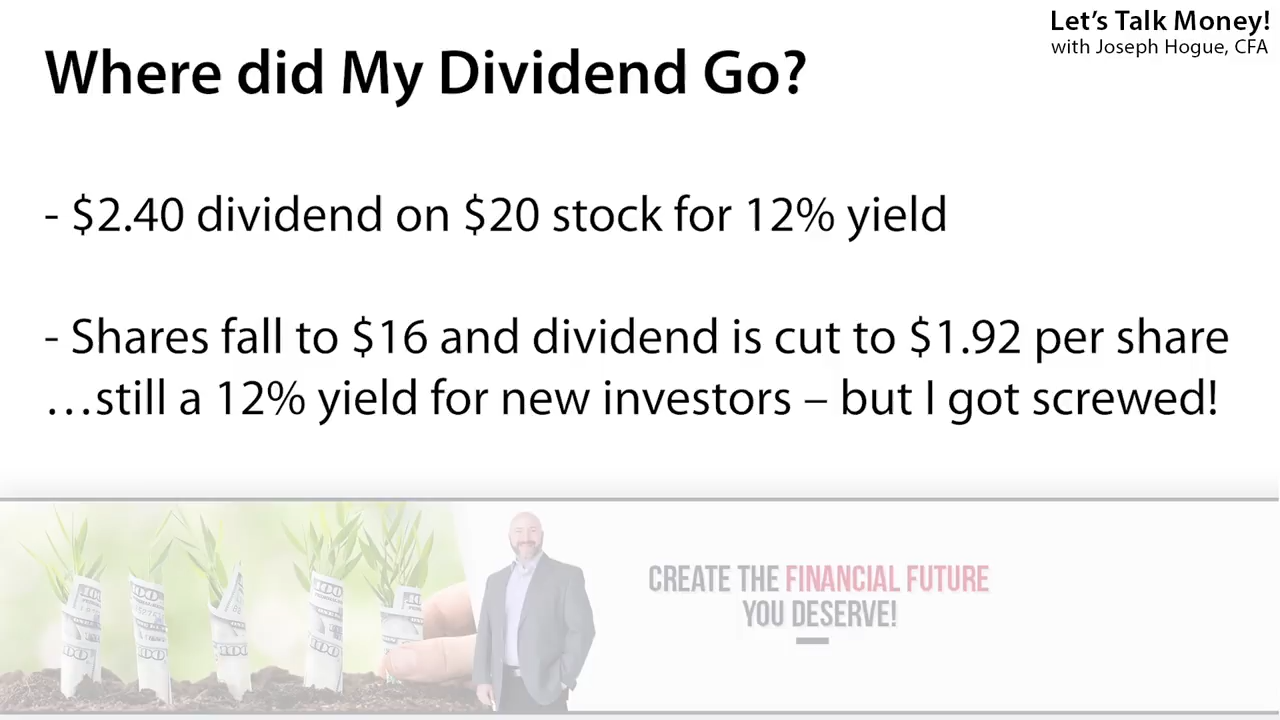 Let's Talk Money!
with Joseph Hogue, CFA
Where did My Dividend Go?
- $2.40 dividend on $20 stock for 12% yield
- Shares fall to $16 and dividend is cut to $1.92 per share
…still a 12% yield for new investors – but I got screwed!
CREATE THE FINANCIAL FUTURE
YOU DESERVE!